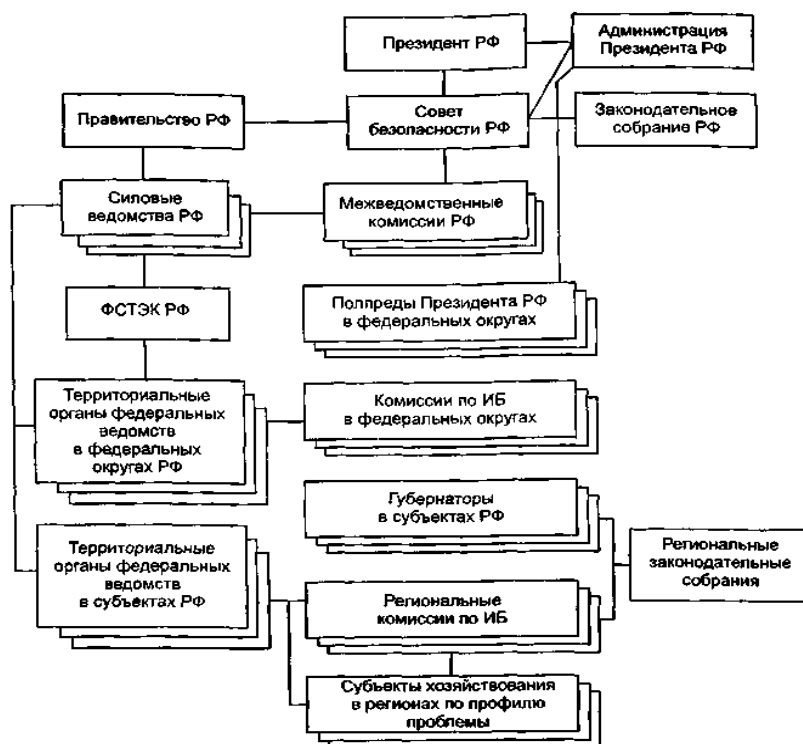 Президент РФ
Администрация
Президента РФ
Правительство РФ
Совет
безопасности РФ
Законодательное
собрание РФ
Силовые
ведомства РФ
Межведомственные
комиссии РФ
ФСТЭК РФ
Полпреды Президента РФ
в федеральных округах
Территориальные
органы федеральных
ведомств
в федеральных
округах РФ
Комиссии по ИБ
в федеральных округах
Губернаторы
в субъектах РФ
Территориальные
органы федеральных
ведомств
в субъектах РФ
Региональные
законодательные
собрания
Региональные
комиссии по ИБ
Субъекты хозяйствования
в регионах по профилю
проблемы